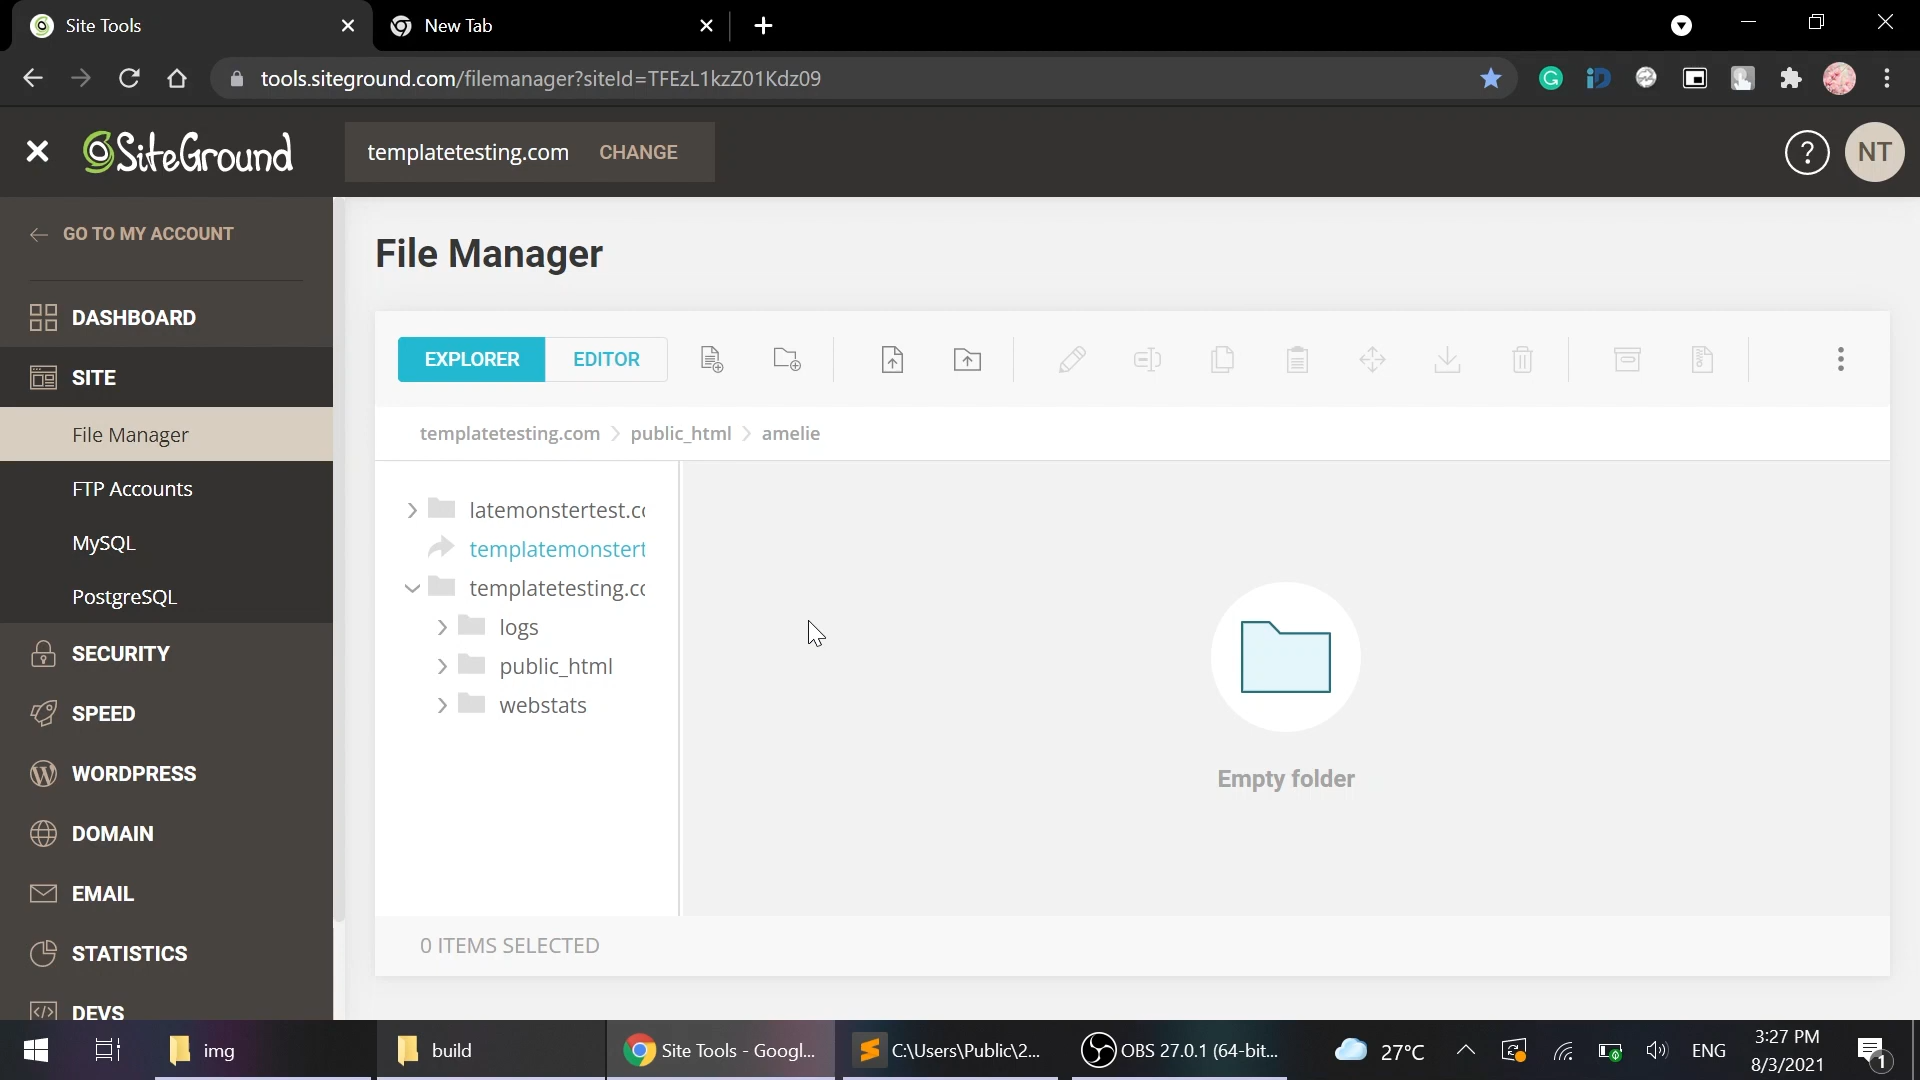 Site Tools
New Tab
tools.siteground.com/filemanager?siteId=TFEzL1kzZ01Kdz09
SiteGround
templatetesting.com CHANGE
NT
GO TO MY ACCOUNT
DASHBOARD
SITE
File Manager
FTP Accounts
MySQL
PostgreSQL
SECURITY
SPEED
WORDPRESS
DOMAIN
EMAIL
STATISTICS
DEVS
File Manager
EXPLORER EDITOR
templatetesting.com > public_html > amelie
latemonstertest.co
templatemonstert
templatetesting.co
logs
public_html
webstats
Empty folder
0 ITEMS SELECTED
img
build
Site Tools - Googl...
C:\Users\Public\2...
OBS 27.0.1 (64-bit...
27°C
ENG
3:27 PM
8/3/2021
1